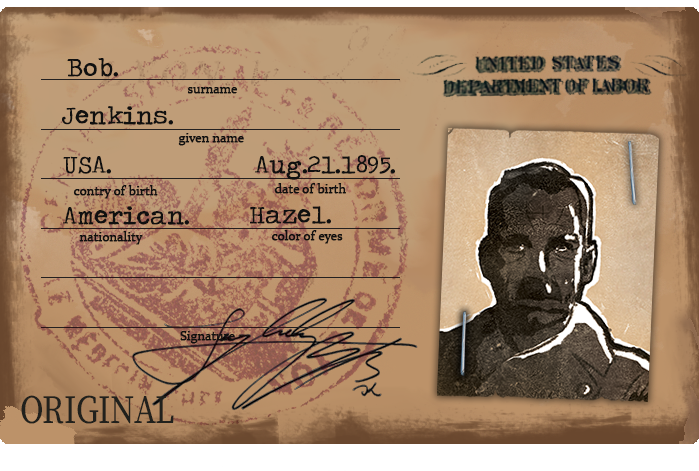 Bob.
surname
Jenkins.
given name
USA. Aug.21.1895.
contry of birth date of birth
American. Hazel.
nationality color of eyes
Signature
ORIGINAL
UNITED STATES
DEPARTMENT OF LABOR